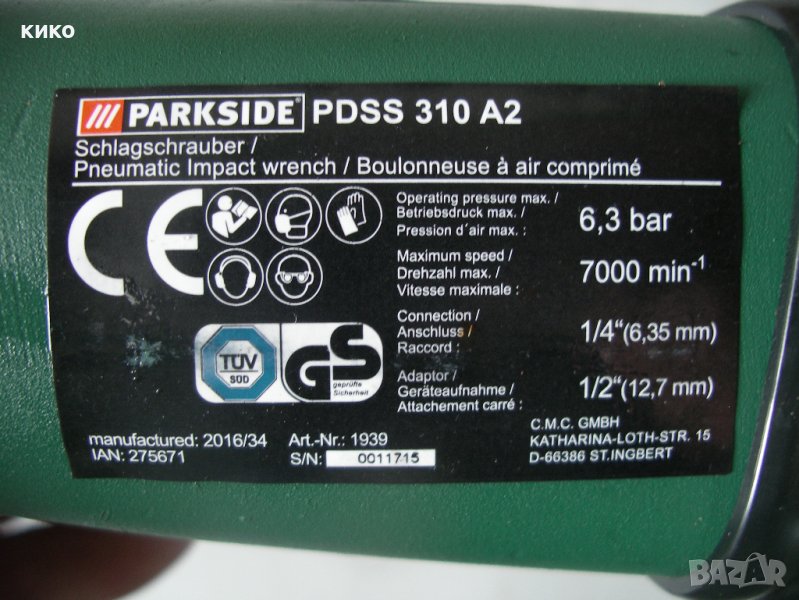 КИКО
PARKSIDE PDSS 310 A2
Schlagschrauber /
Pneumatic Impact wrench / Boulonneuse à air comprimé
CE
Operating pressure max. /
Betriebsdruck max. /
Pression d´air max. :
6,3 bar
Maximum speed /
Drehzahl max. /
Vitesse maximale :
7000 min-1
Connection /
Anschluss /
Raccord :
1/4“(6,35 mm)
Adaptor /
Geräteaufnahme /
Attachement carré :
1/2“(12,7 mm)
TÜV
SÜD
GS
geprüfte
Sicherheit
manufactured: 2016/34 Art.-Nr.: 1939
IAN: 275671 S/N: 0011715
C.M.C. GMBH
KATHARINA-LOTH-STR. 15
D-66386 ST.INGBERT
BAZAR